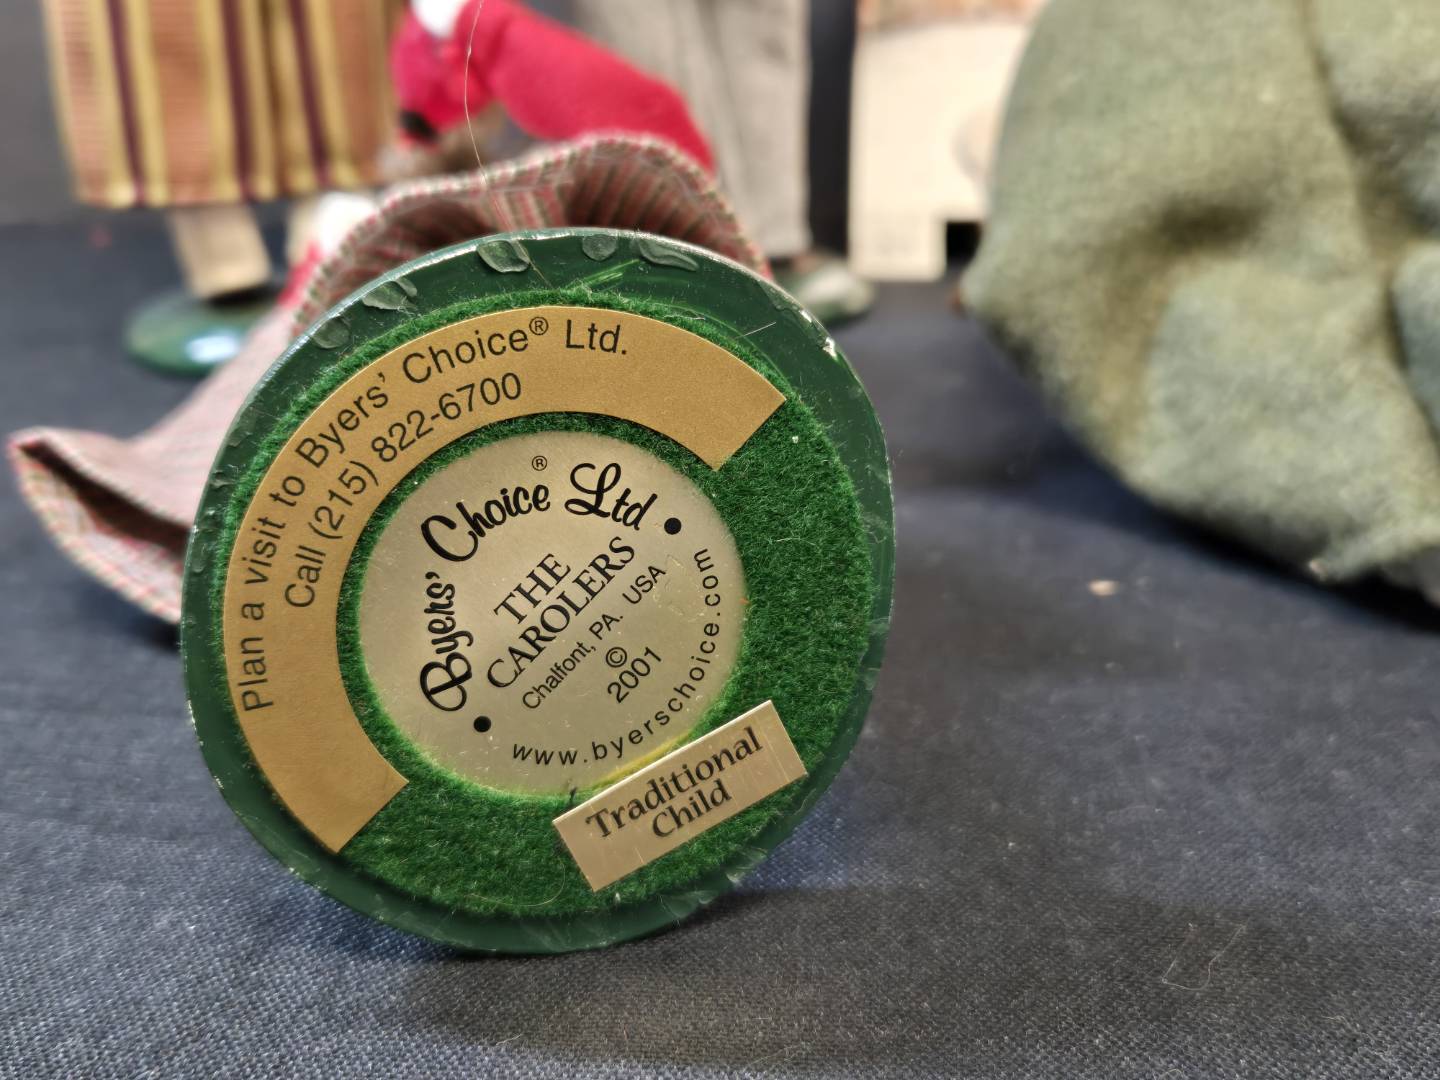 Plan a visit to Byers' Choice® Ltd.
Call (215) 822-6700
Byers' Choice® Ltd
THE
CAROLERS
Chalfont, PA. USA
©
2001
www.byerschoice.com
Traditional
Child